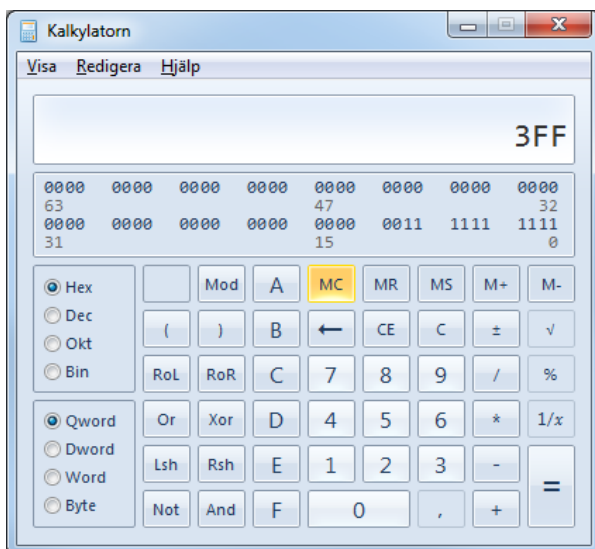 Kalkylatorn
Visa Redigera Hjälp
3FF
0000 0000 0000 0000 0000 0000 0000 0000
63 47 32
0000 0000 0000 0000 0000 0011 1111 1111
31 15 0
Hex Mod A MC MR MS M+ M-
Dec
Okt ( ) B ← CE C ± √
Bin RoL RoR C 7 8 9 / %
Qword Or Xor D 4 5 6 * 1/x
Dword
Word Lsh Rsh E 1 2 3 - =
Byte Not And F 0 , +